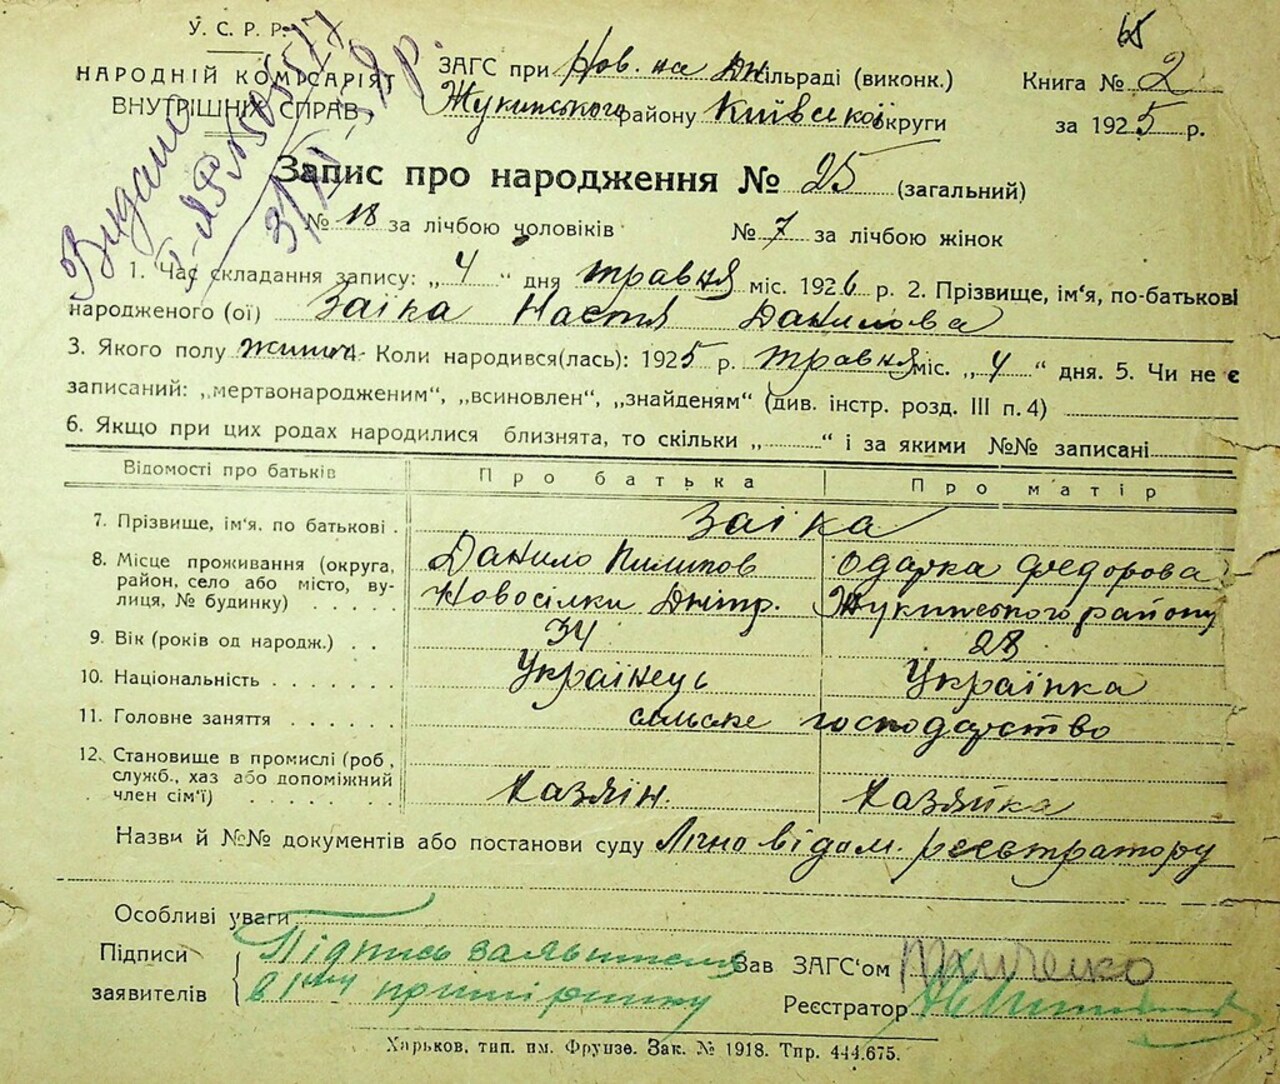 65
У. С. Р. Р.
НАРОДНІЙ КОМІСАРІЯТ
ВНУТРІШНІХ СПРАВ
ЗАГС при Нов. на Дн. сільраді (виконк.)
Жукинського району Київської округи
Книга № 2
за 1925 р.
Видано
Запис про народження № 25 (загальний)
№ 18 за лічбою чоловіків № 7 за лічбою жінок
1. Час складання запису: „4“ дня травня міс. 1926 р. 2. Прізвище, ім‘я, по-батькові
народженого (ої) Заіка Настя Данилова
3. Якого полу жиноч. 4. Коли народився(лась): 1925 р. травня міс. „4“ дня. 5. Чи не є
записаний: „мертвонародженим“, „всиновлен“, „знайденям“ (див. інстр. розд. III п. 4)
6. Якщо при цих родах народилися близнята, то скільки „ “ і за якими №№ записані
Відомості про батьків Про батька Про матір
7. Прізвище, ім‘я, по батькові . Заіка
Данило Пилипов Одарка Федорова
8. Місце проживання (округа, район, село або місто, вулиця, № будинку) Новосілки Дніпр. Жукинського району
9. Вік (років од народж.) 34 28
10. Національність Українець Українка
11. Головне заняття сельске господарство
12. Становище в промислі (роб., служб., хаз або допоміжний член сім‘ї) Хазяін. Хазяйка
Назви й №№ документів або постанови суду Лічно відом. реєстратору
Особливі уваги
Підписи заявителів Підпись заявителя
в 1му примірнику
Зав ЗАГС‘ом
Реєстратор
Харьков, тип. им. Фрунзе. Зак. № 1918. Тпр. 444.675.